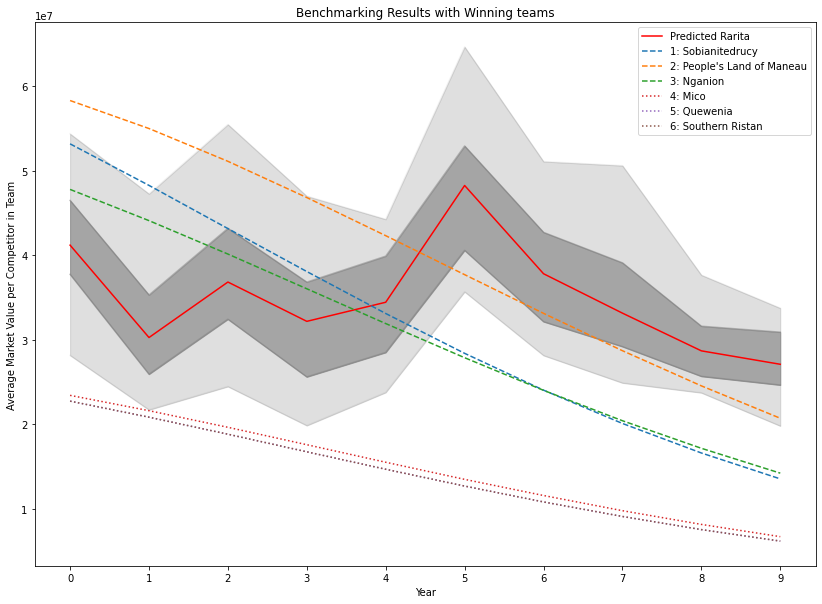 Benchmarking Results with Winning teams
1e7
Predicted Rarita
1: Sobianitedrucy
2: People's Land of Maneau
3: Nganion
4: Mico
5: Quewenia
6: Southern Ristan
6
5
4
3
2
1
Average Market Value per Competitor in Team
0 1 2 3 4 5 6 7 8 9
Year